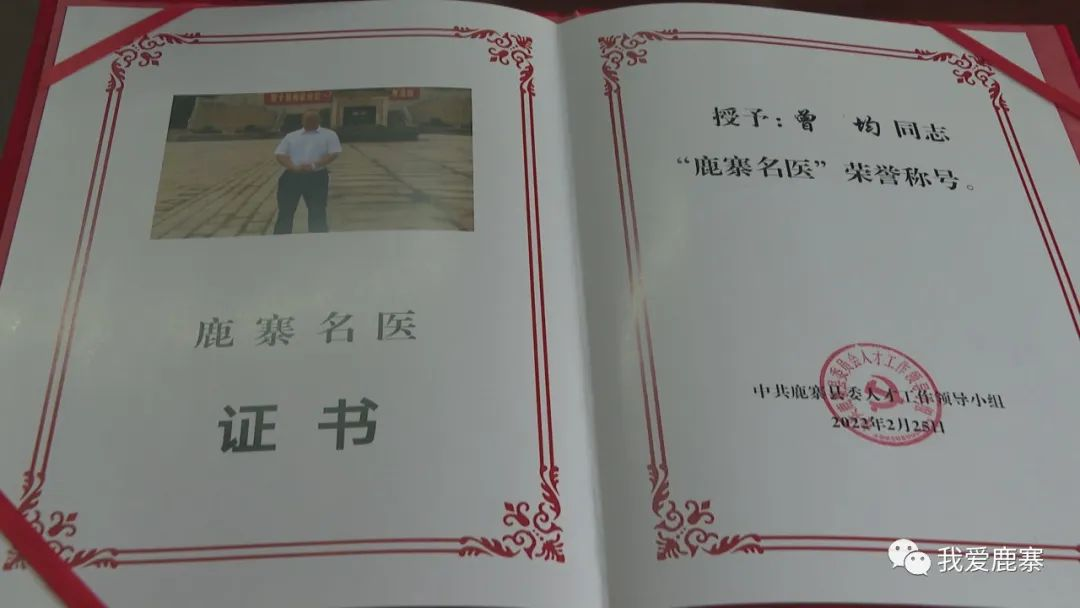 鹿寨名医
证书
授予：曾 均 同志
“鹿寨名医”荣誉称号。
中共鹿寨县委人才工作领导小组
2022年2月25日
我爱鹿寨